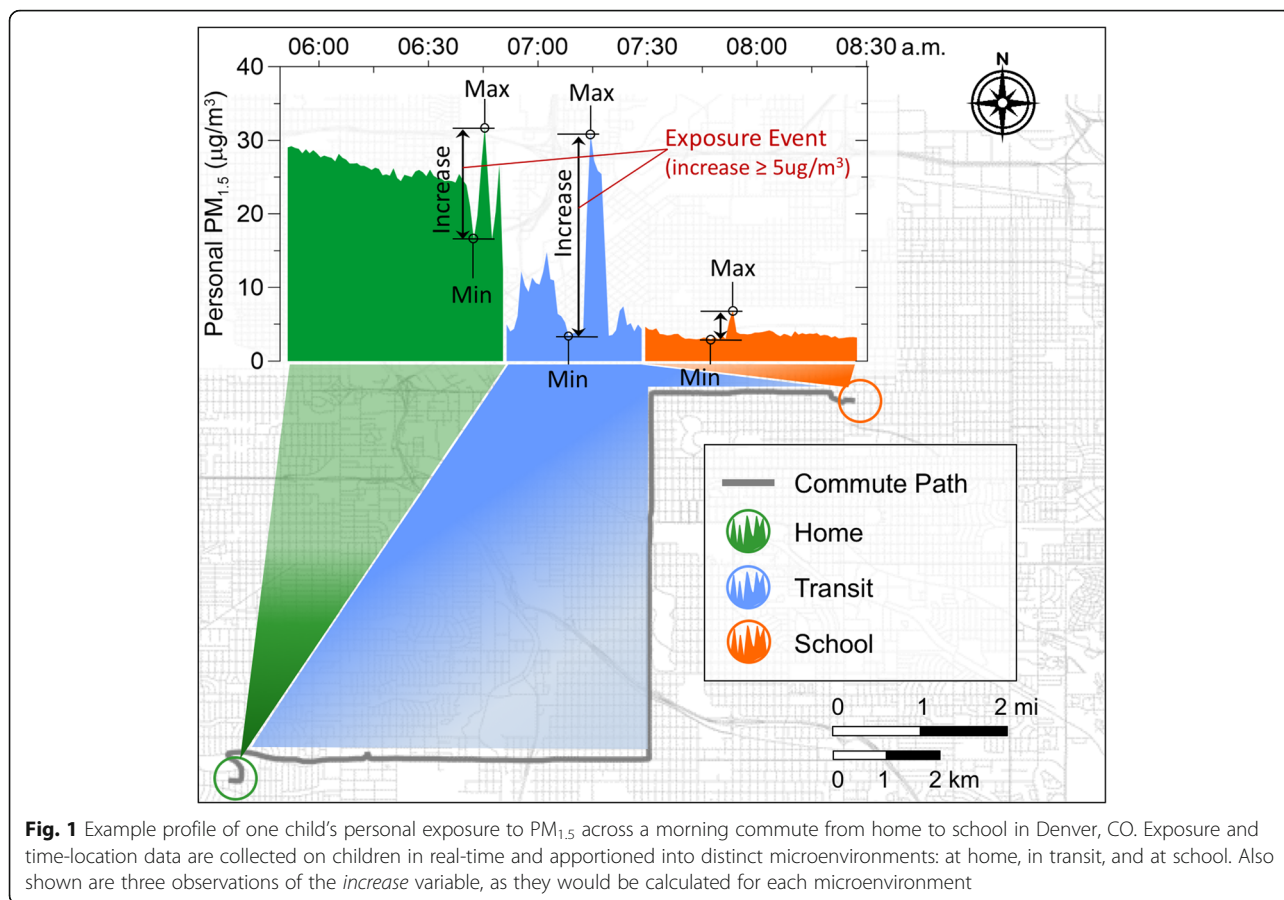 06:00 06:30 07:00 07:30 08:00 08:30 a.m.
N
40
30
20
10
0
Personal PM1.5 (µg/m³)
Max
Increase
Min
Max
Increase
Min
Exposure Event
(increase ≥ 5ug/m³)
Max
Min
Commute Path
Home
Transit
School
0 1 2 mi
0 1 2 km
Fig. 1 Example profile of one child's personal exposure to PM1.5 across a morning commute from home to school in Denver, CO. Exposure and
time-location data are collected on children in real-time and apportioned into distinct microenvironments: at home, in transit, and at school. Also
shown are three observations of the increase variable, as they would be calculated for each microenvironment